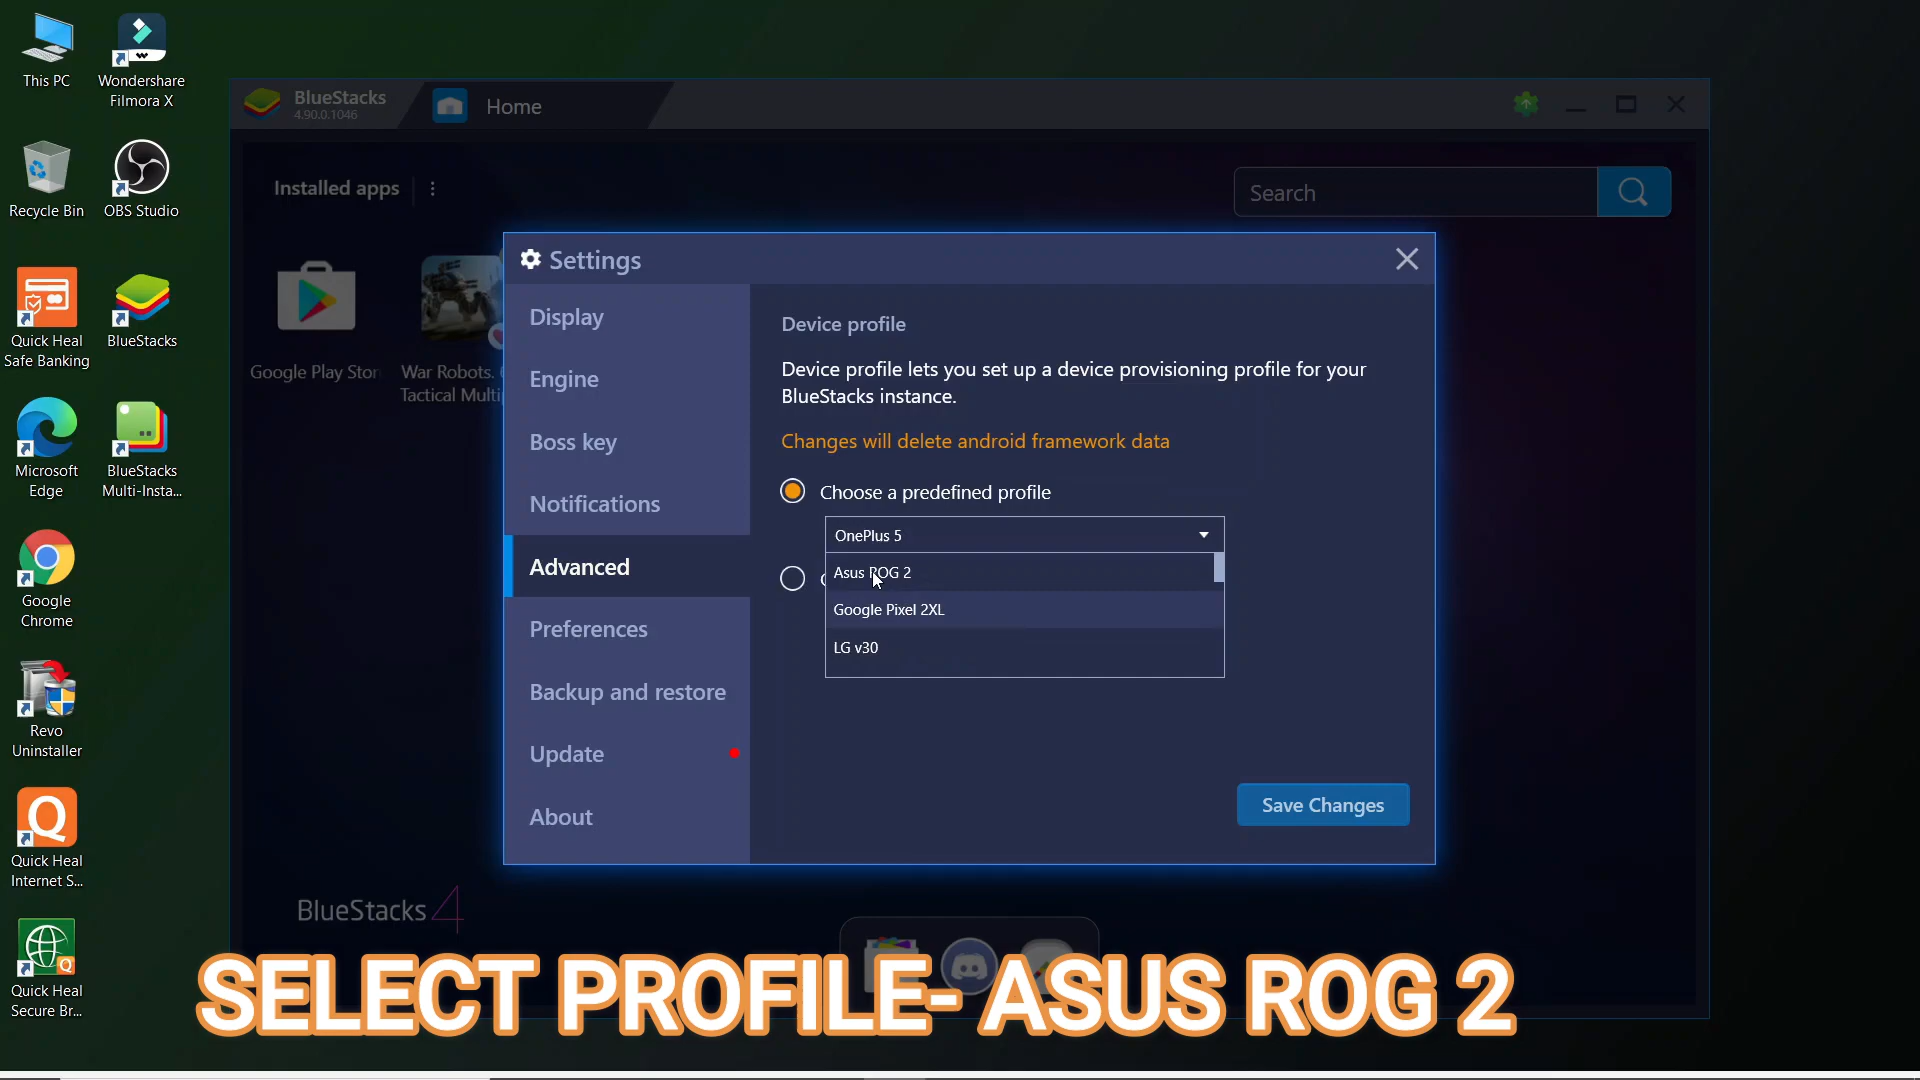 This PC
Wondershare
Filmora X
Recycle Bin
OBS Studio
Quick Heal
Safe Banking
BlueStacks
Microsoft
Edge
BlueStacks
Multi-Insta...
Google
Chrome
Revo
Uninstaller
Quick Heal
Internet S...
Quick Heal
Secure Br...
BlueStacks
4.90.0.1046
Home
Installed apps
Search
Google Play Stor
War Robots.
Tactical Multi
Settings
Display
Engine
Boss key
Notifications
Advanced
Preferences
Backup and restore
Update
About
Device profile
Device profile lets you set up a device provisioning profile for your
BlueStacks instance.
Changes will delete android framework data
Choose a predefined profile
OnePlus 5
Asus ROG 2
Google Pixel 2XL
LG v30
Save Changes
BlueStacks 4
SELECT PROFILE- ASUS ROG 2